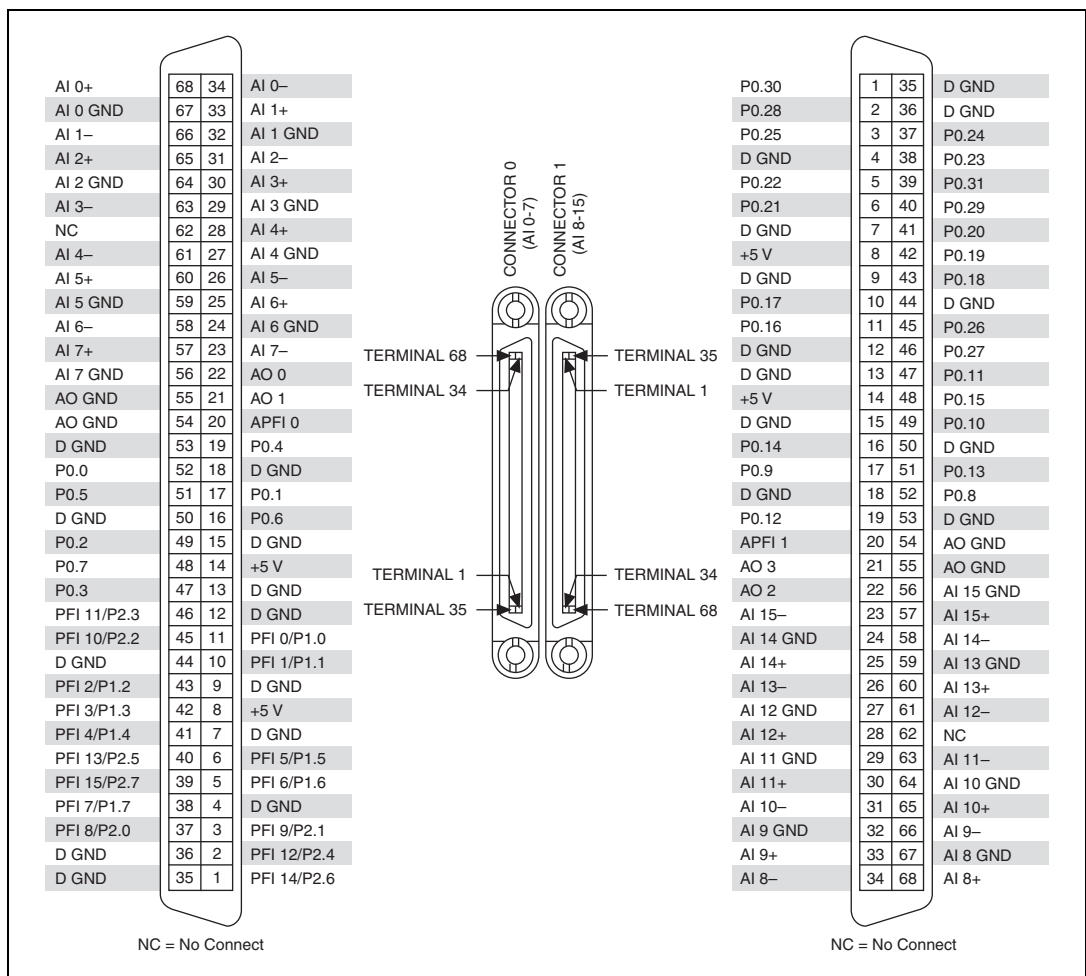 AI 0+ 68 34 AI 0–
AI 0 GND 67 33 AI 1+
AI 1– 66 32 AI 1 GND
AI 2+ 65 31 AI 2–
AI 2 GND 64 30 AI 3+
AI 3– 63 29 AI 3 GND
NC 62 28 AI 4+
AI 4– 61 27 AI 4 GND
AI 5+ 60 26 AI 5–
AI 5 GND 59 25 AI 6+
AI 6– 58 24 AI 6 GND
AI 7+ 57 23 AI 7–
AI 7 GND 56 22 AO 0
AO GND 55 21 AO 1
AO GND 54 20 APFI 0
D GND 53 19 P0.4
P0.0 52 18 D GND
P0.5 51 17 P0.1
D GND 50 16 P0.6
P0.2 49 15 D GND
P0.7 48 14 +5 V
P0.3 47 13 D GND
PFI 11/P2.3 46 12 D GND
PFI 10/P2.2 45 11 PFI 0/P1.0
D GND 44 10 PFI 1/P1.1
PFI 2/P1.2 43 9 D GND
PFI 3/P1.3 42 8 +5 V
PFI 4/P1.4 41 7 D GND
PFI 13/P2.5 40 6 PFI 5/P1.5
PFI 15/P2.7 39 5 PFI 6/P1.6
PFI 7/P1.7 38 4 D GND
PFI 8/P2.0 37 3 PFI 9/P2.1
D GND 36 2 PFI 12/P2.4
D GND 35 1 PFI 14/P2.6
NC = No Connect
CONNECTOR 0
(AI 0-7)
CONNECTOR 1
(AI 8-15)
TERMINAL 68
TERMINAL 34
TERMINAL 35
TERMINAL 1
TERMINAL 1
TERMINAL 35
TERMINAL 34
TERMINAL 68
P0.30 1 35 D GND
P0.28 2 36 D GND
P0.25 3 37 P0.24
D GND 4 38 P0.23
P0.22 5 39 P0.31
P0.21 6 40 P0.29
D GND 7 41 P0.20
+5 V 8 42 P0.19
D GND 9 43 P0.18
P0.17 10 44 D GND
P0.16 11 45 P0.26
D GND 12 46 P0.27
D GND 13 47 P0.11
+5 V 14 48 P0.15
D GND 15 49 P0.10
P0.14 16 50 D GND
P0.9 17 51 P0.13
D GND 18 52 P0.8
P0.12 19 53 D GND
APFI 1 20 54 AO GND
AO 3 21 55 AO GND
AO 2 22 56 AI 15 GND
AI 15– 23 57 AI 15+
AI 14 GND 24 58 AI 14–
AI 14+ 25 59 AI 13 GND
AI 13– 26 60 AI 13+
AI 12 GND 27 61 AI 12–
AI 12+ 28 62 NC
AI 11 GND 29 63 AI 11–
AI 11+ 30 64 AI 10 GND
AI 10– 31 65 AI 10+
AI 9 GND 32 66 AI 9–
AI 9+ 33 67 AI 8 GND
AI 8– 34 68 AI 8+
NC = No Connect